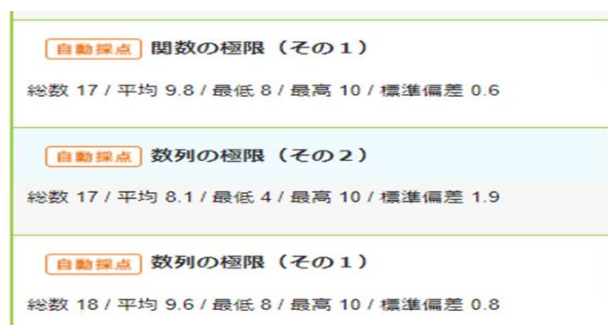 自動採点 関数の極限（その１）
総数 17 / 平均 9.8 / 最低 8 / 最高 10 / 標準偏差 0.6
自動採点 数列の極限（その２）
総数 17 / 平均 8.1 / 最低 4 / 最高 10 / 標準偏差 1.9
自動採点 数列の極限（その１）
総数 18 / 平均 9.6 / 最低 8 / 最高 10 / 標準偏差 0.8